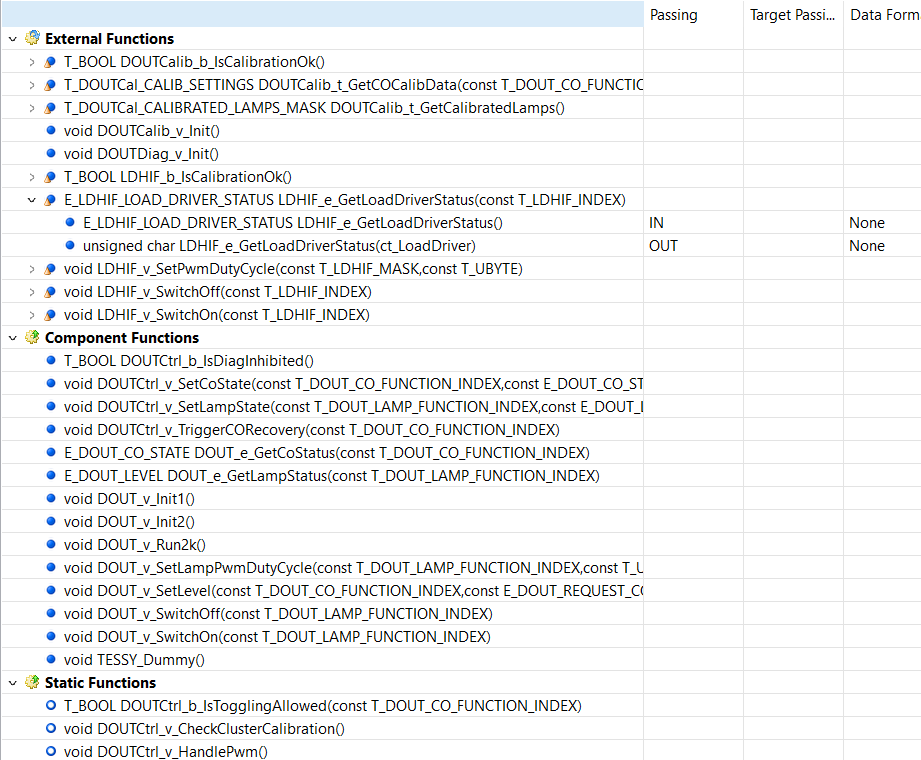 Passing Target Passi... Data Form
External Functions
T_BOOL DOUTCalib_b_IsCalibrationOk()
T_DOUTCal_CALIB_SETTINGS DOUTCalib_t_GetCOCalibData(const T_DOUT_CO_FUNCTIC
T_DOUTCal_CALIBRATED_LAMPS_MASK DOUTCalib_t_GetCalibratedLamps()
void DOUTCalib_v_Init()
void DOUTDiag_v_Init()
T_BOOL LDHIF_b_IsCalibrationOk()
E_LDHIF_LOAD_DRIVER_STATUS LDHIF_e_GetLoadDriverStatus(const T_LDHIF_INDEX)
E_LDHIF_LOAD_DRIVER_STATUS LDHIF_e_GetLoadDriverStatus() IN None
unsigned char LDHIF_e_GetLoadDriverStatus(ct_LoadDriver) OUT None
void LDHIF_v_SetPwmDutyCycle(const T_LDHIF_MASK,const T_UBYTE)
void LDHIF_v_SwitchOff(const T_LDHIF_INDEX)
void LDHIF_v_SwitchOn(const T_LDHIF_INDEX)
Component Functions
T_BOOL DOUTCtrl_b_IsDiagInhibited()
void DOUTCtrl_v_SetCoState(const T_DOUT_CO_FUNCTION_INDEX,const E_DOUT_CO_ST
void DOUTCtrl_v_SetLampState(const T_DOUT_LAMP_FUNCTION_INDEX,const E_DOUT_L
void DOUTCtrl_v_TriggerCORecovery(const T_DOUT_CO_FUNCTION_INDEX)
E_DOUT_CO_STATE DOUT_e_GetCoStatus(const T_DOUT_CO_FUNCTION_INDEX)
E_DOUT_LEVEL DOUT_e_GetLampStatus(const T_DOUT_LAMP_FUNCTION_INDEX)
void DOUT_v_Init1()
void DOUT_v_Init2()
void DOUT_v_Run2k()
void DOUT_v_SetLampPwmDutyCycle(const T_DOUT_LAMP_FUNCTION_INDEX,const T_U
void DOUT_v_SetLevel(const T_DOUT_CO_FUNCTION_INDEX,const E_DOUT_REQUEST_CO
void DOUT_v_SwitchOff(const T_DOUT_LAMP_FUNCTION_INDEX)
void DOUT_v_SwitchOn(const T_DOUT_LAMP_FUNCTION_INDEX)
void TESSY_Dummy()
Static Functions
T_BOOL DOUTCtrl_b_IsTogglingAllowed(const T_DOUT_CO_FUNCTION_INDEX)
void DOUTCtrl_v_CheckClusterCalibration()
void DOUTCtrl_v_HandlePwm()